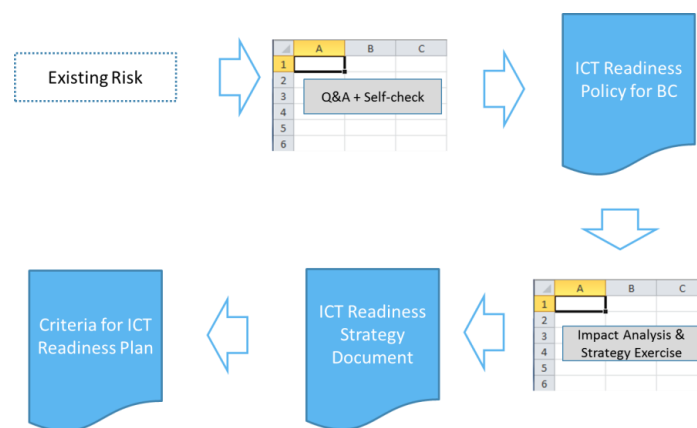 Existing Risk
A B C
1
2
3
4
5
6
Q&A + Self-check
ICT Readiness
Policy for BC
Criteria for ICT
Readiness Plan
ICT Readiness
Strategy
Document
A B C
1
2
3
4
5
6
Impact Analysis &
Strategy Exercise